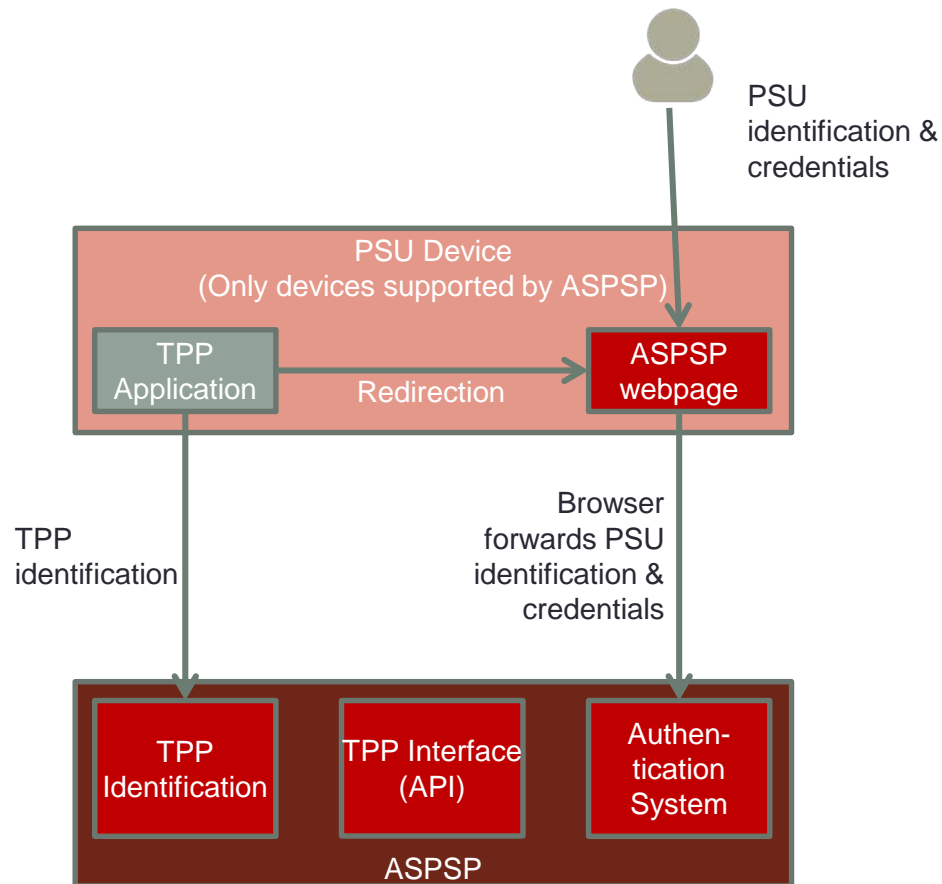 PSU
identification &
credentials
PSU Device
(Only devices supported by ASPSP)
TPP
Application
Redirection
ASPSP
webpage
TPP
identification
Browser
forwards PSU
identification &
credentials
TPP
Identification
TPP Interface
(API)
Authen-
tication
System
ASPSP